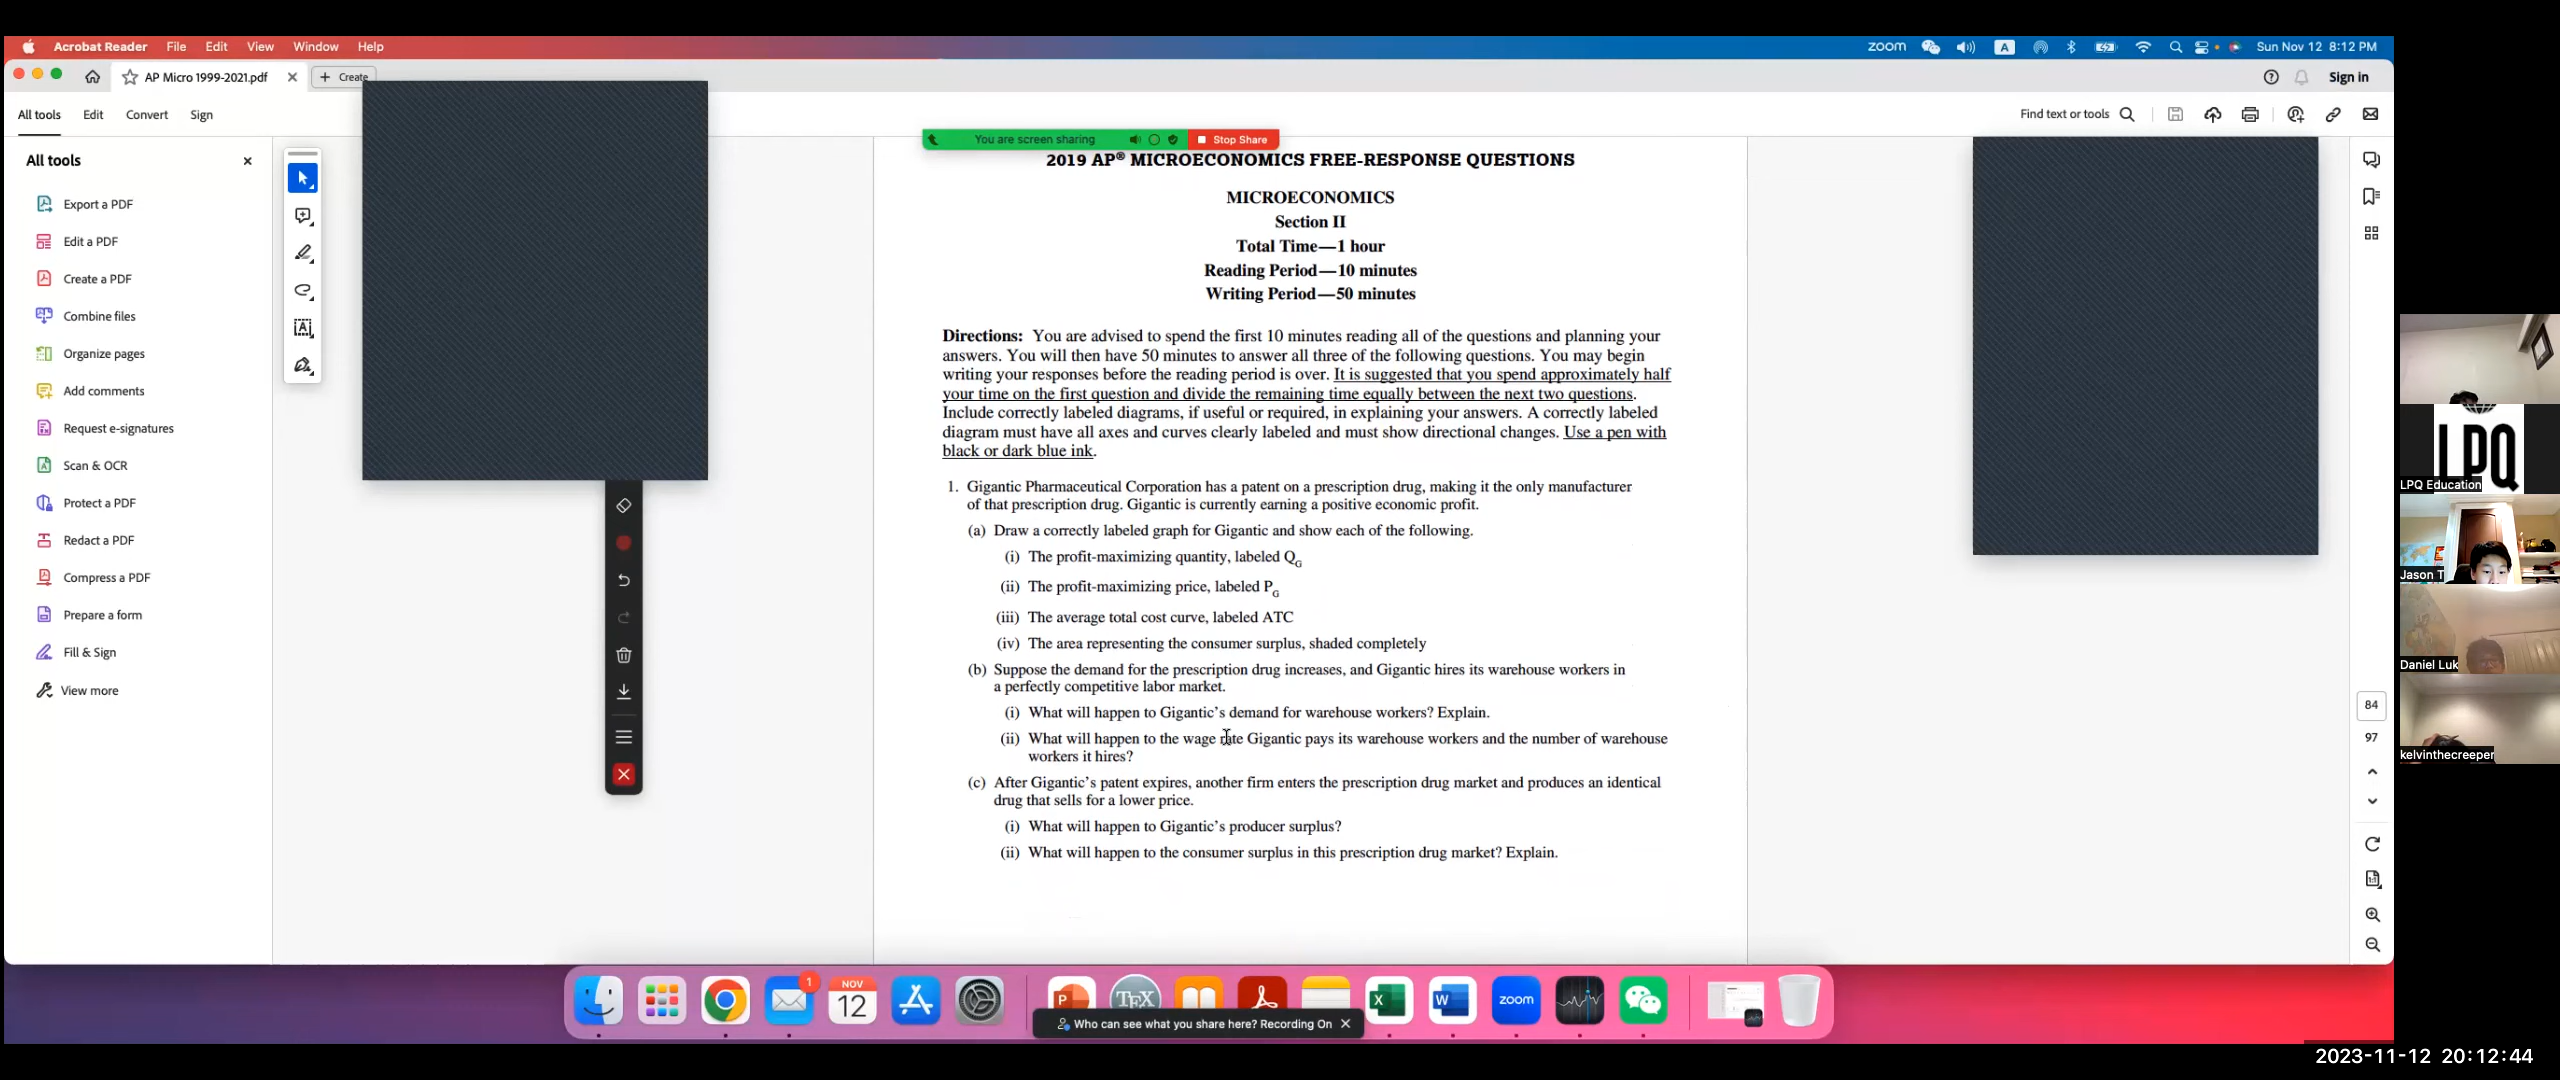 Acrobat Reader File Edit View Window Help
zoom A Sun Nov 12 8:12 PM
AP Micro 1999-2021.pdf
+ Create
Sign in
All tools Edit Convert Sign
Find text or tools
You are screen sharing
Stop Share
All tools
Export a PDF
Edit a PDF
Create a PDF
Combine files
Organize pages
Add comments
Request e-signatures
Scan & OCR
Protect a PDF
Redact a PDF
Compress a PDF
Prepare a form
Fill & Sign
View more
2019 AP® MICROECONOMICS FREE-RESPONSE QUESTIONS
MICROECONOMICS
Section II
Total Time—1 hour
Reading Period—10 minutes
Writing Period—50 minutes
Directions: You are advised to spend the first 10 minutes reading all of the questions and planning your
answers. You will then have 50 minutes to answer all three of the following questions. You may begin
writing your responses before the reading period is over. It is suggested that you spend approximately half
your time on the first question and divide the remaining time equally between the next two questions.
Include correctly labeled diagrams, if useful or required, in explaining your answers. A correctly labeled
diagram must have all axes and curves clearly labeled and must show directional changes. Use a pen with
black or dark blue ink.
1. Gigantic Pharmaceutical Corporation has a patent on a prescription drug, making it the only manufacturer
of that prescription drug. Gigantic is currently earning a positive economic profit.
(a) Draw a correctly labeled graph for Gigantic and show each of the following.
(i) The profit-maximizing quantity, labeled QG
(ii) The profit-maximizing price, labeled PG
(iii) The average total cost curve, labeled ATC
(iv) The area representing the consumer surplus, shaded completely
(b) Suppose the demand for the prescription drug increases, and Gigantic hires its warehouse workers in
a perfectly competitive labor market.
(i) What will happen to Gigantic’s demand for warehouse workers? Explain.
(ii) What will happen to the wage rate Gigantic pays its warehouse workers and the number of warehouse
workers it hires?
(c) After Gigantic’s patent expires, another firm enters the prescription drug market and produces an identical
drug that sells for a lower price.
(i) What will happen to Gigantic’s producer surplus?
(ii) What will happen to the consumer surplus in this prescription drug market? Explain.
84
97
LPQ
LPQ Education
Jason T
Daniel Luk
kelvinthecreeper
1
NOV
12
P
TEX
X
W
zoom
Who can see what you share here? Recording On
2023-11-12 20:12:44